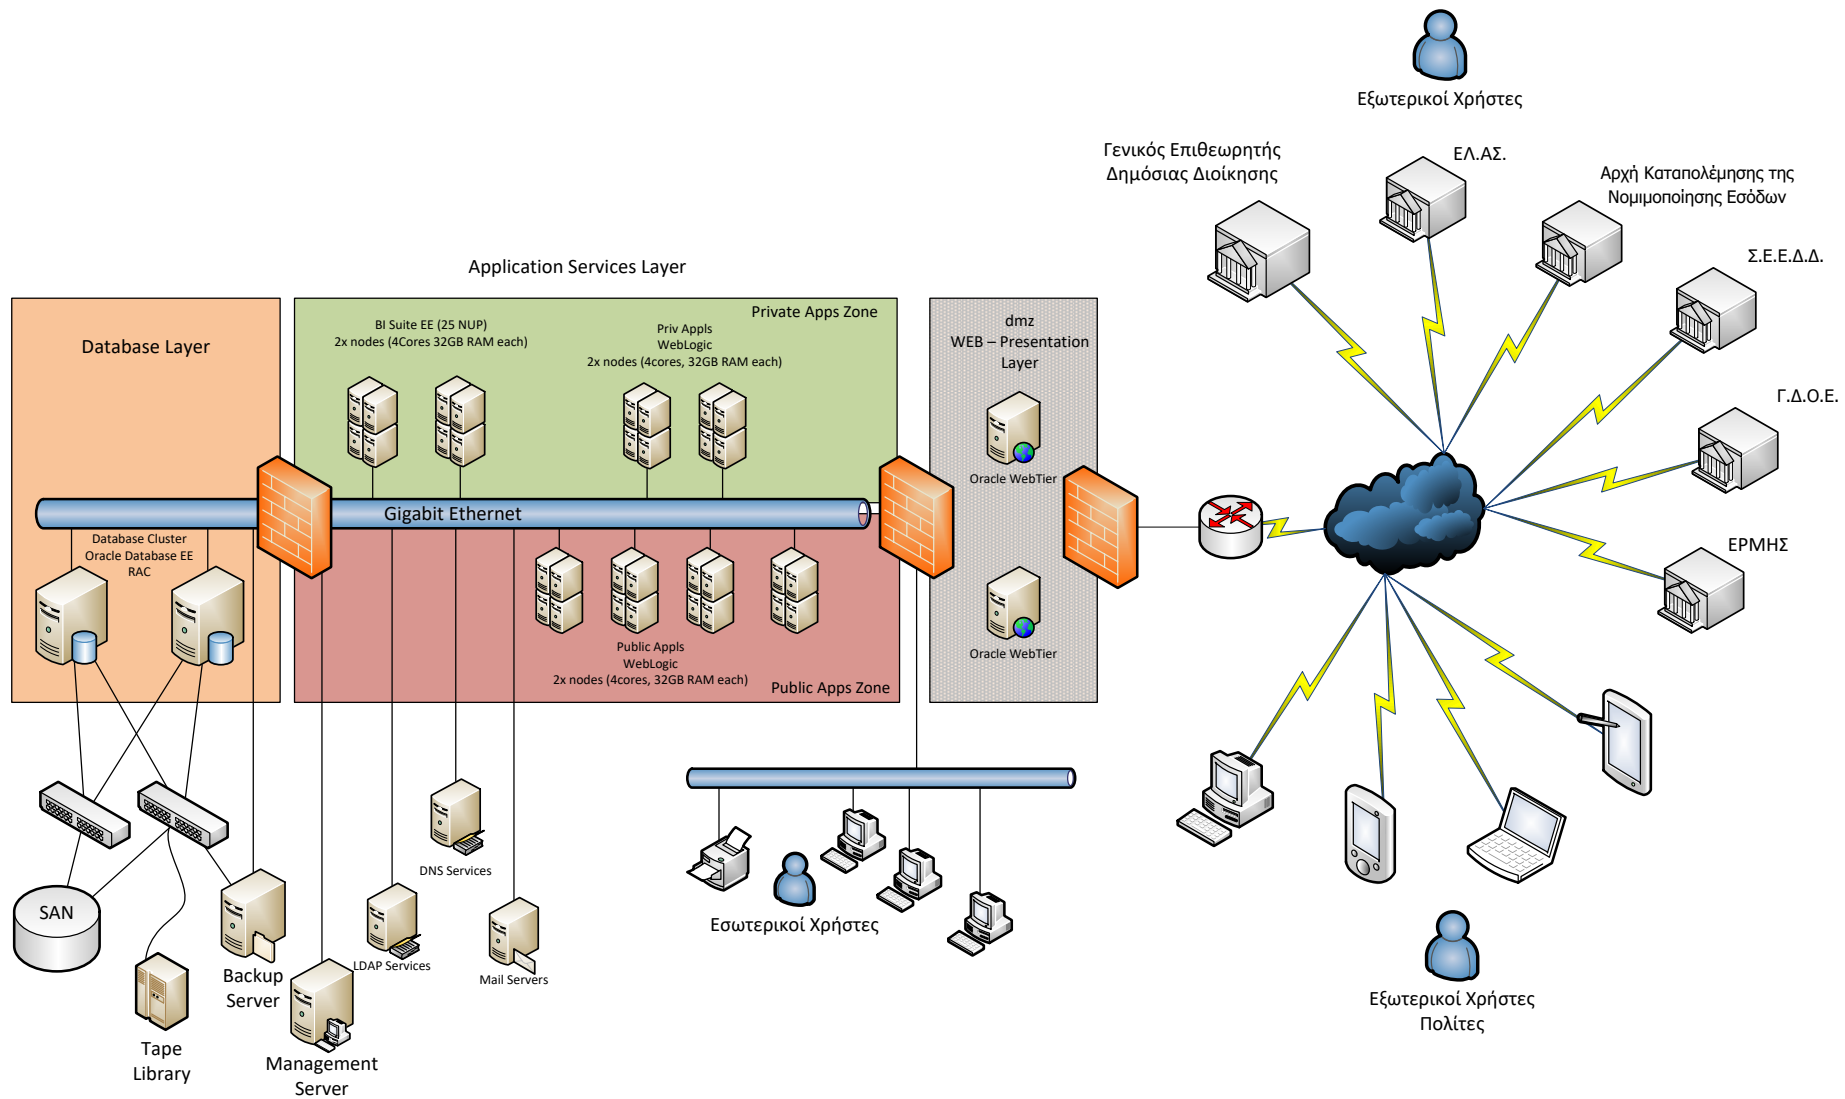 Εξωτερικοί Χρήστες
Γενικός Επιθεωρητής
Δημόσιας Διοίκησης
ΕΛ.ΑΣ.
Αρχή Καταπολέμησης της
Νομιμοποίησης Εσόδων
Σ.Ε.Ε.Δ.Δ.
Γ.Δ.Ο.Ε.
ΕΡΜΗΣ
Application Services Layer
Database Layer
Private Apps Zone
BI Suite EE (25 NUP)
2x nodes (4Cores 32GB RAM each)
Priv Appls
WebLogic
2x nodes (4cores, 32GB RAM each)
dmz
WEB – Presentation
Layer
Oracle WebTier
Gigabit Ethernet
Database Cluster
Oracle Database EE
RAC
Public Appls
WebLogic
2x nodes (4cores, 32GB RAM each)
Public Apps Zone
Oracle WebTier
DNS Services
SAN
LDAP Services
Mail Servers
Backup
Server
Tape
Library
Management
Server
Εσωτερικοί Χρήστες
Εξωτερικοί Χρήστες
Πολίτες